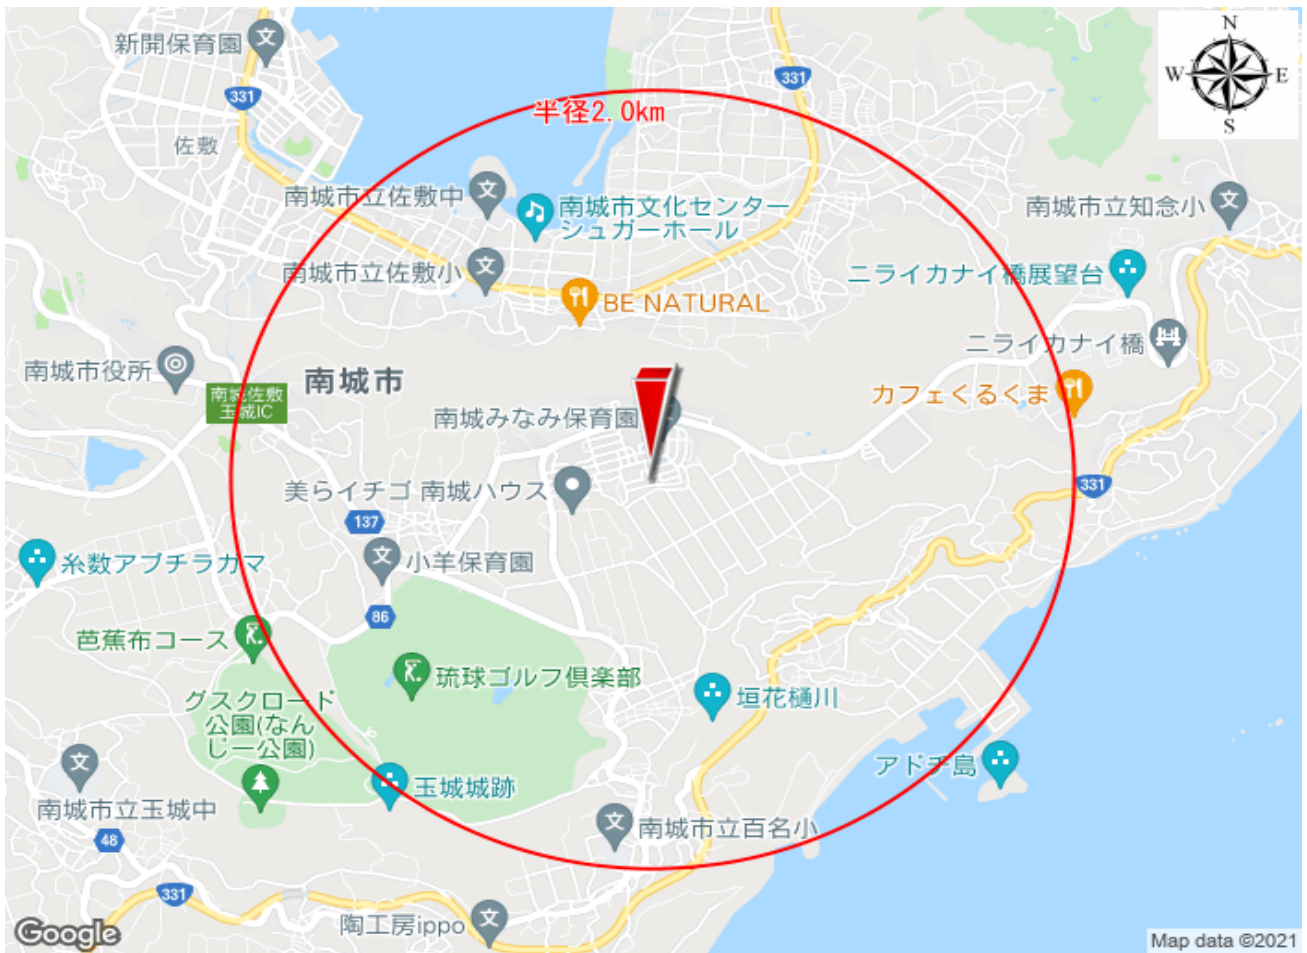 新開保育園
N
W
E
S
331
331
半径2.0km
佐敷
南城市立佐敷中
南城市文化センター
シュガーホール
南城市立知念小
南城市立佐敷小
ニライカナイ橋展望台
BE NATURAL
ニライカナイ橋
南城市役所
南城市
南城佐敷
玉城IC
カフェくるくま
南城みなみ保育園
美らイチゴ 南城ハウス
331
137
糸数アブチラガマ
小羊保育園
86
芭蕉布コース
琉球ゴルフ倶楽部
グスクロード
公園(なん
じー公園)
垣花樋川
アドチ島
玉城城跡
南城市立玉城中
南城市立百名小
48
331
陶工房ippo
Google
Map data ©2021